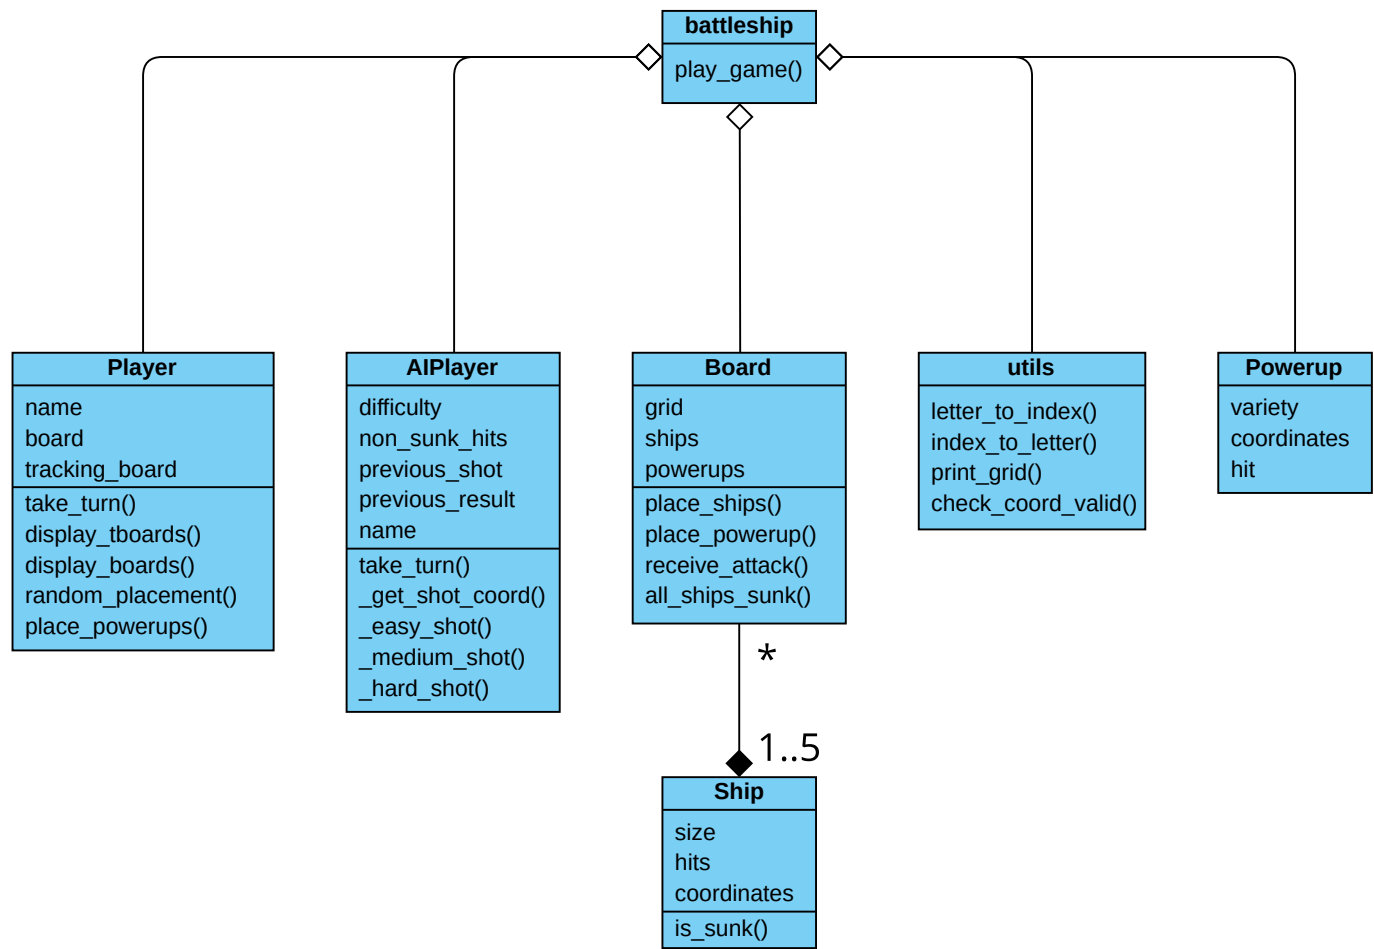 battleship
play_game()
Player
name
board
tracking_board
take_turn()
display_tboards()
display_boards()
random_placement()
place_powerups()
AIPlayer
difficulty
non_sunk_hits
previous_shot
previous_result
name
take_turn()
_get_shot_coord()
_easy_shot()
_medium_shot()
_hard_shot()
Board
grid
ships
powerups
place_ships()
place_powerup()
receive_attack()
all_ships_sunk()
utils
letter_to_index()
index_to_letter()
print_grid()
check_coord_valid()
Powerup
variety
coordinates
hit
*
1..5
Ship
size
hits
coordinates
is_sunk()